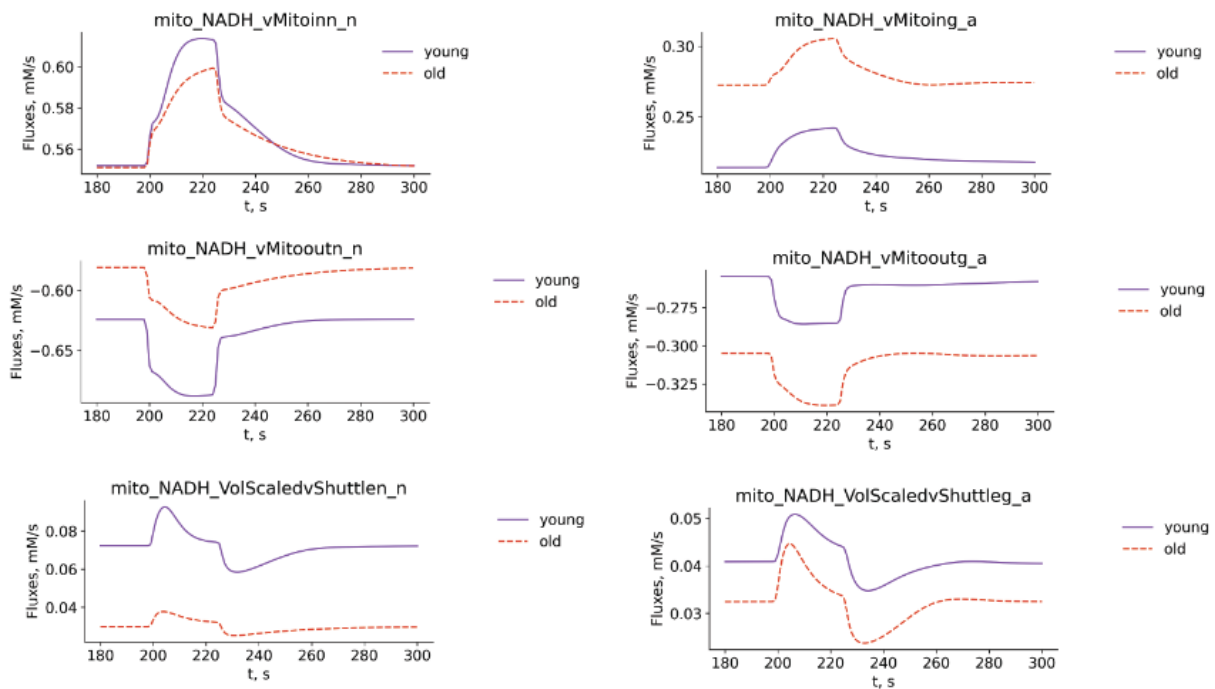 mito_NADH_vMitoinn_n
Fluxes, mM/s
0.60
0.58
0.56
180 200 220 240 260 280 300
t, s
young
old
mito_NADH_vMitoing_a
Fluxes, mM/s
0.30
0.25
180 200 220 240 260 280 300
t, s
young
old
mito_NADH_vMitooutn_n
Fluxes, mM/s
−0.60
−0.65
180 200 220 240 260 280 300
t, s
young
old
mito_NADH_vMitooutg_a
Fluxes, mM/s
−0.275
−0.300
−0.325
180 200 220 240 260 280 300
t, s
young
old
mito_NADH_VolScaledvShuttlen_n
Fluxes, mM/s
0.08
0.06
0.04
180 200 220 240 260 280 300
t, s
young
old
mito_NADH_VolScaledvShuttleg_a
Fluxes, mM/s
0.05
0.04
0.03
180 200 220 240 260 280 300
t, s
young
old